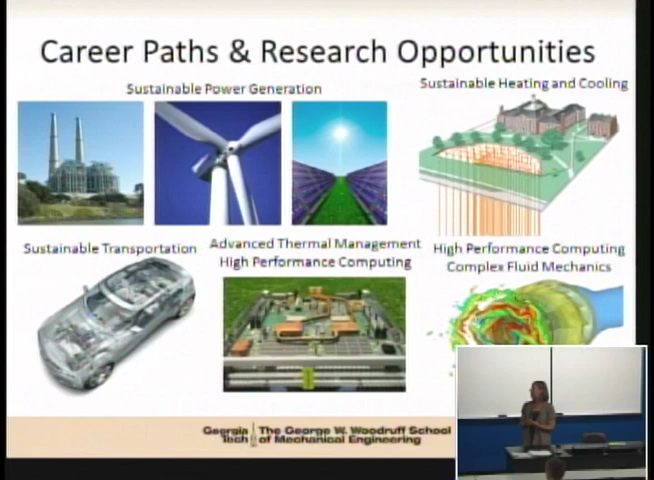 Career Paths & Research Opportunities
Sustainable Power Generation
Sustainable Heating and Cooling
Sustainable Transportation
Advanced Thermal Management
High Performance Computing
High Performance Computing
Complex Fluid Mechanics
Georgia Tech
The George W. Woodruff School
of Mechanical Engineering